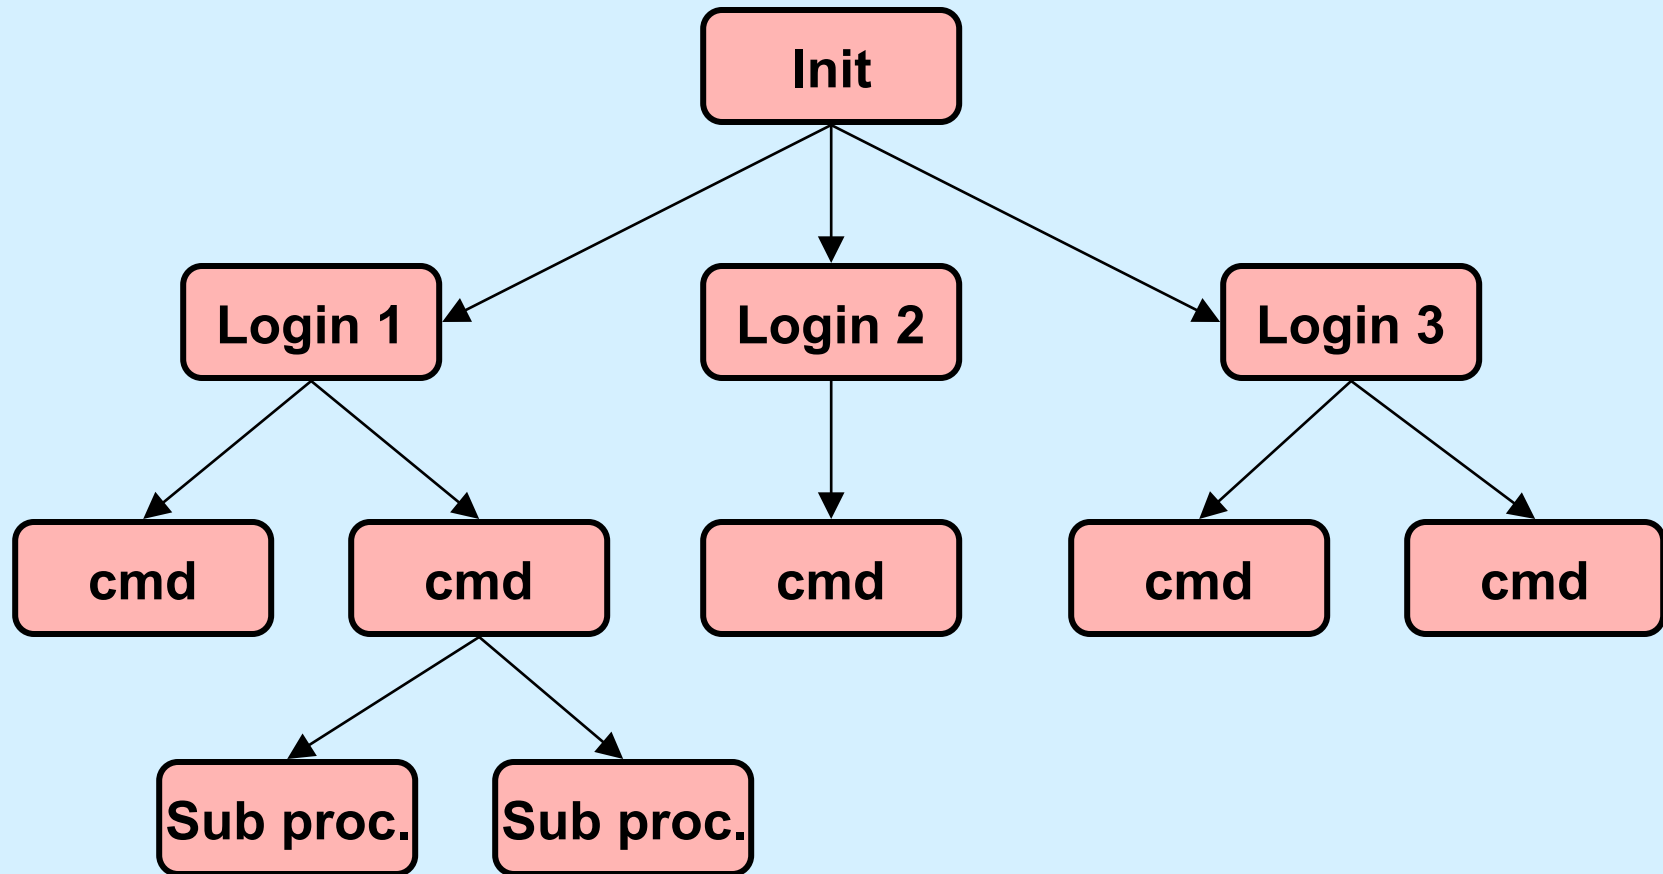 Init
Login 1
Login 2
Login 3
cmd
cmd
cmd
cmd
cmd
Sub proc.
Sub proc.